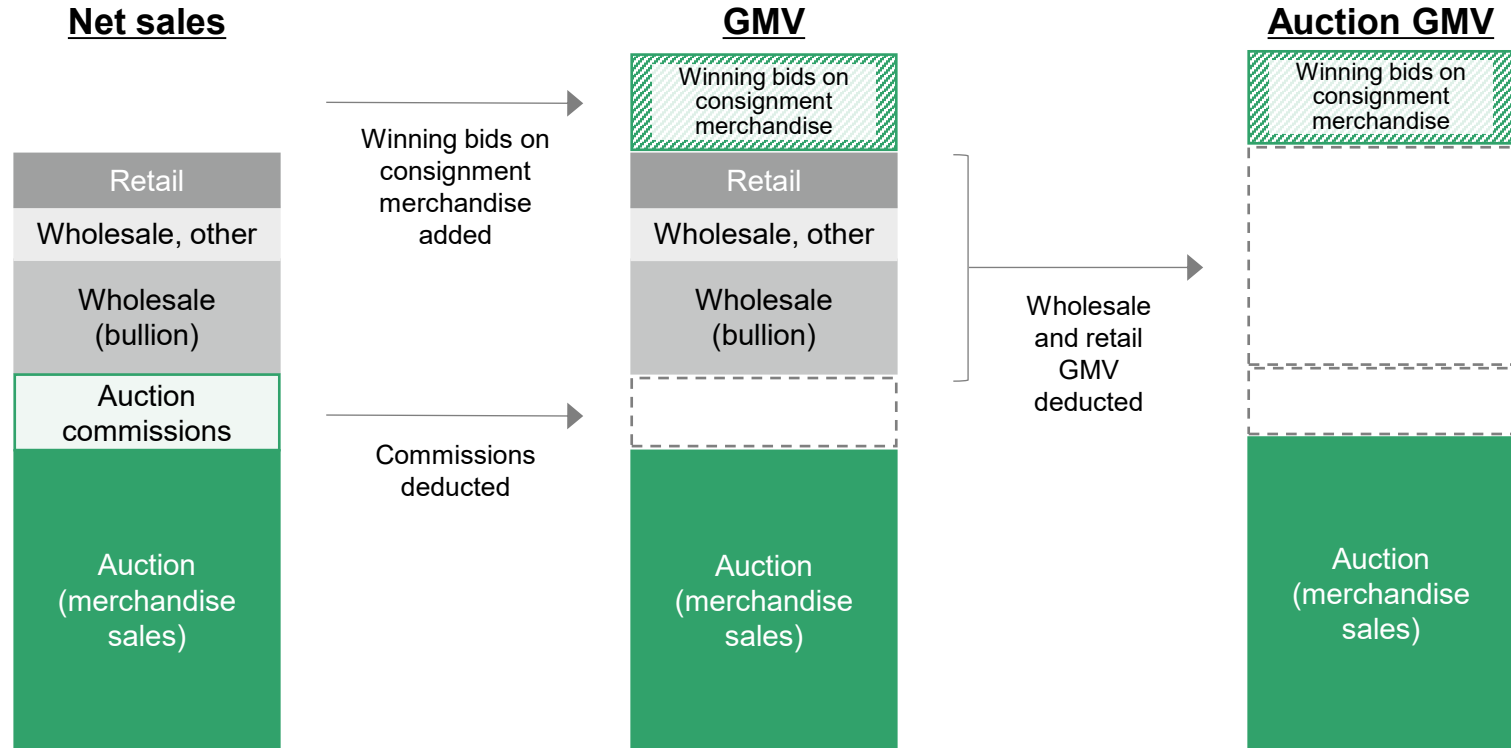 Net sales
GMV
Auction GMV
Winning bids on
consignment
merchandise
Winning bids on
consignment
merchandise
Winning bids on
consignment
merchandise
added
Retail
Wholesale, other
Wholesale
(bullion)
Auction
commissions
Auction
(merchandise
sales)
Commissions
deducted
Retail
Wholesale, other
Wholesale
(bullion)
Auction
(merchandise
sales)
Wholesale
and retail
GMV
deducted
Auction
(merchandise
sales)